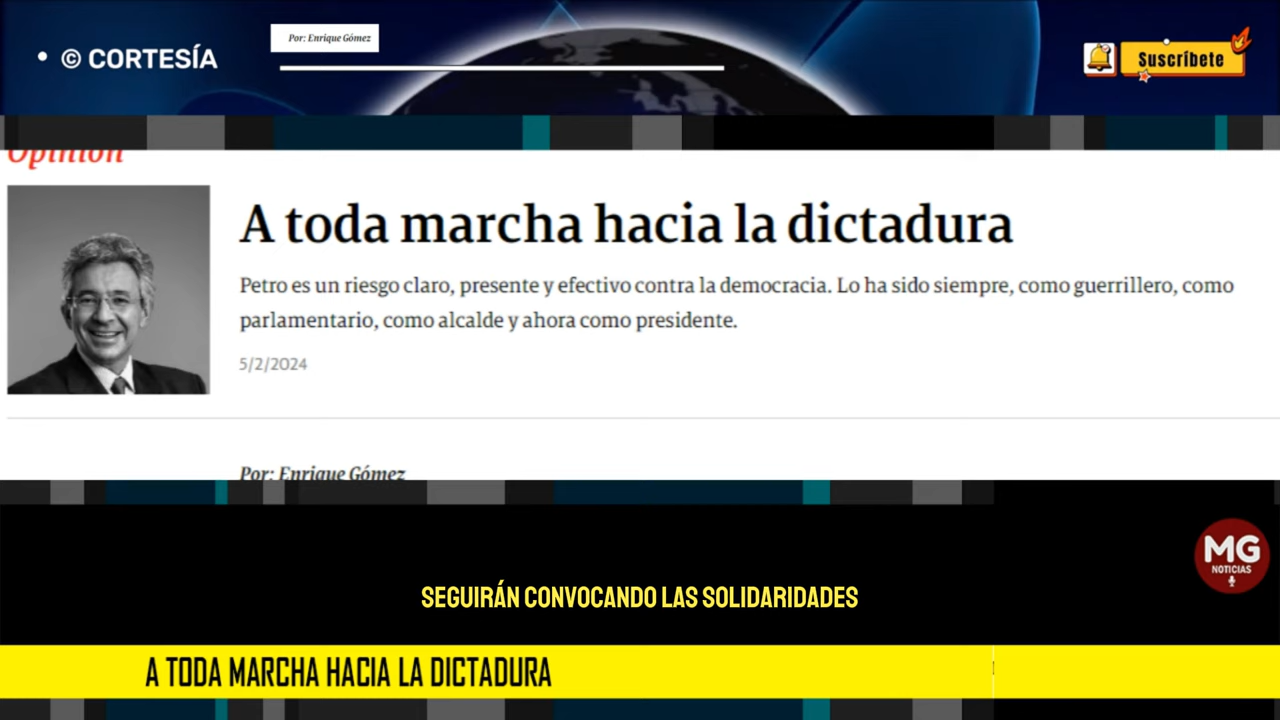 Por: Enrique Gómez
• © CORTESÍA
Suscríbete
Opinión
A toda marcha hacia la dictadura
Petro es un riesgo claro, presente y efectivo contra la democracia. Lo ha sido siempre, como guerrillero, como
parlamentario, como alcalde y ahora como presidente.
5/2/2024
Por: Enrique Gómez
MG
NOTICIAS
SEGUIRÁN CONVOCANDO LAS SOLIDARIDADES
A TODA MARCHA HACIA LA DICTADURA